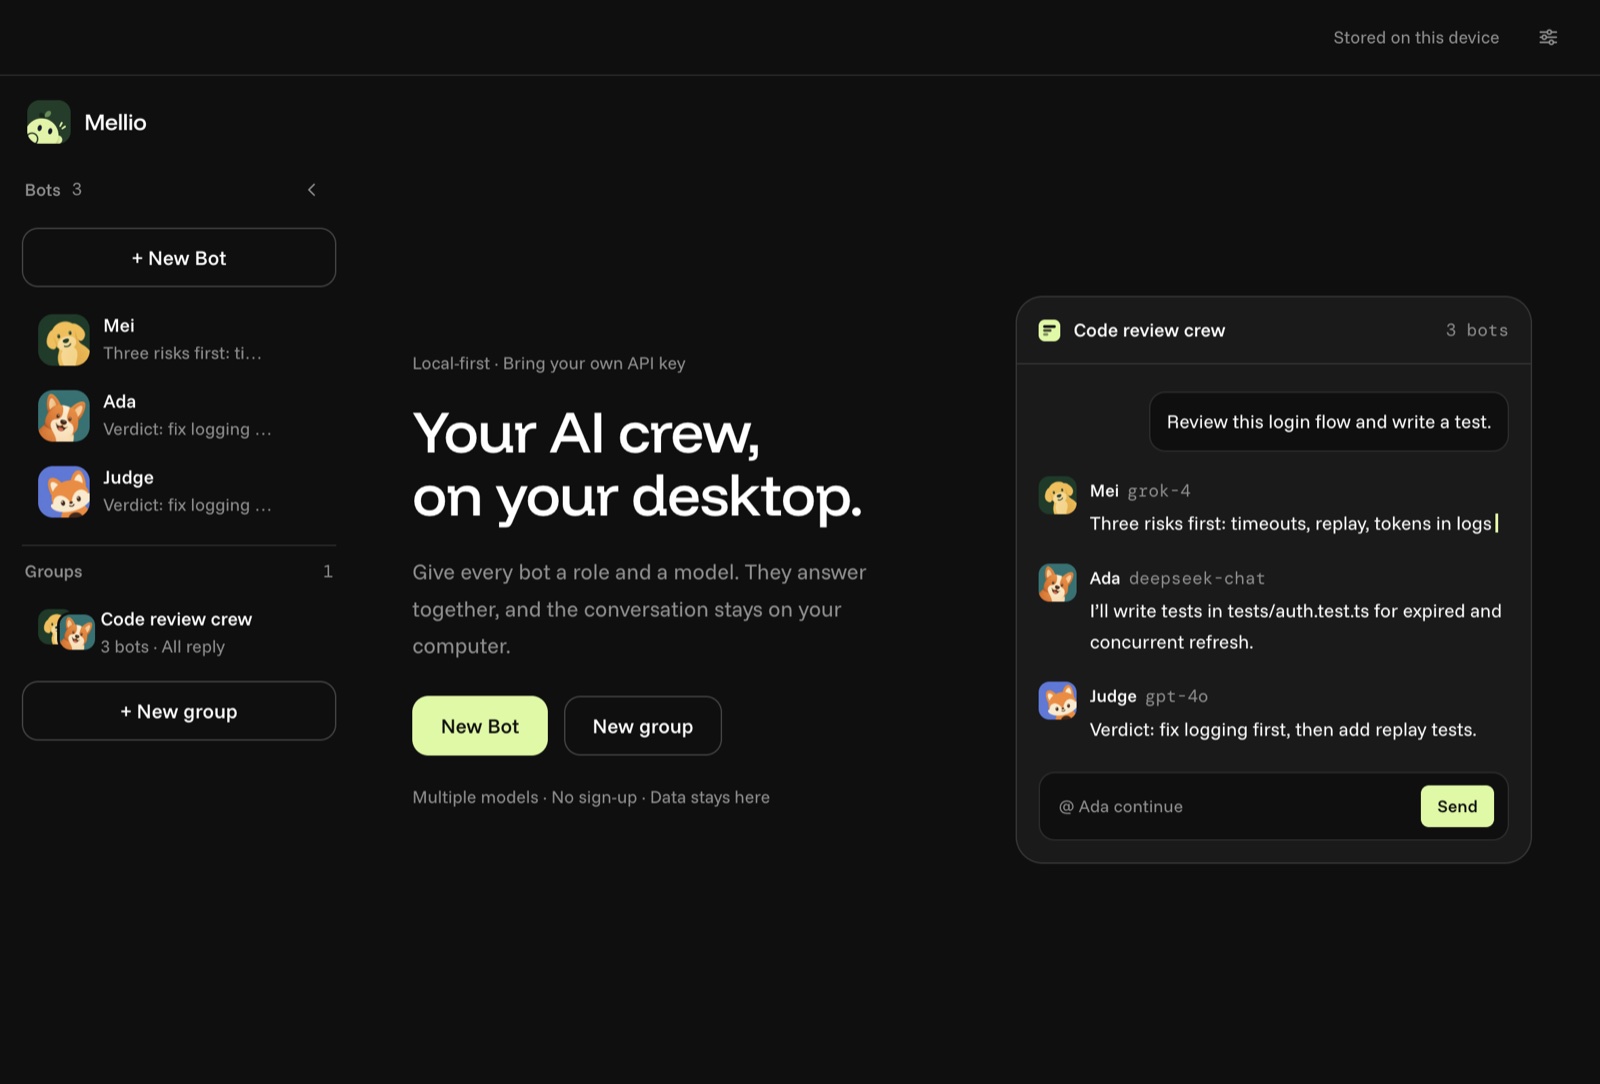 Stored on this device
Mellio
Bots 3
+ New Bot
Mei
Three risks first: ti...
Ada
Verdict: fix logging ...
Judge
Verdict: fix logging ...
Groups 1
Code review crew
3 bots · All reply
+ New group
Local-first · Bring your own API key
Your AI crew,
on your desktop.
Give every bot a role and a model. They answer
together, and the conversation stays on your
computer.
New Bot
New group
Multiple models · No sign-up · Data stays here
Code review crew 3 bots
Review this login flow and write a test.
Mei grok-4
Three risks first: timeouts, replay, tokens in logs
Ada deepseek-chat
I’ll write tests in tests/auth.test.ts for expired and
concurrent refresh.
Judge gpt-4o
Verdict: fix logging first, then add replay tests.
@ Ada continue
Send